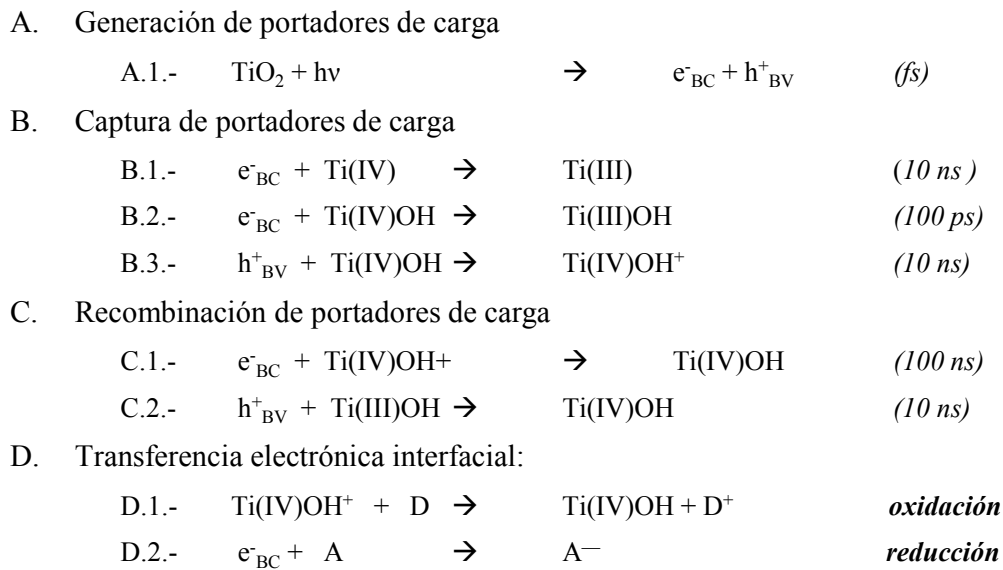 A. Generación de portadores de carga
A.1.- TiO₂ + hν → e⁻BC + h⁺BV (fs)
B. Captura de portadores de carga
B.1.- e⁻BC + Ti(IV) → Ti(III) (10 ns )
B.2.- e⁻BC + Ti(IV)OH → Ti(III)OH (100 ps)
B.3.- h⁺BV + Ti(IV)OH → Ti(IV)OH⁺ (10 ns)
C. Recombinación de portadores de carga
C.1.- e⁻BC + Ti(IV)OH+ → Ti(IV)OH (100 ns)
C.2.- h⁺BV + Ti(III)OH → Ti(IV)OH (10 ns)
D. Transferencia electrónica interfacial:
D.1.- Ti(IV)OH⁺ + D → Ti(IV)OH + D⁺ oxidación
D.2.- e⁻BC + A → A⁻ reducción